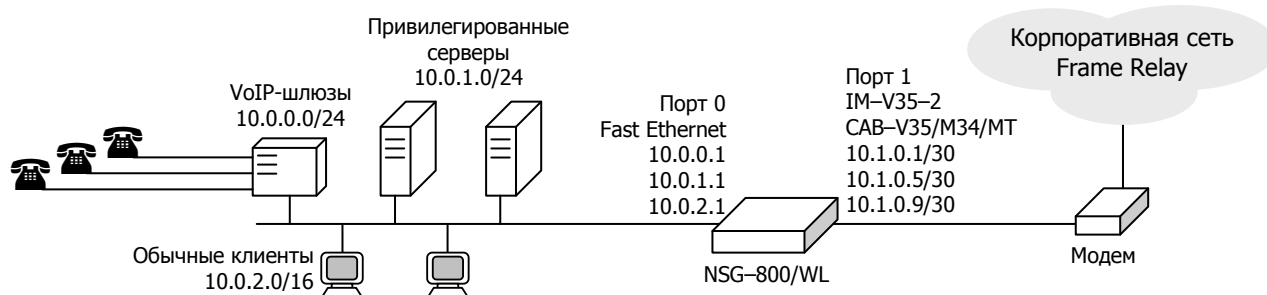 Привилегированные
серверы
10.0.1.0/24
VoIP-шлюзы
10.0.0.0/24
Порт 0
Fast Ethernet
10.0.0.1
10.0.1.1
10.0.2.1
Порт 1
IM–V35–2
CAB–V35/M34/MT
10.1.0.1/30
10.1.0.5/30
10.1.0.9/30
Корпоративная сеть
Frame Relay
Обычные клиенты
10.0.2.0/16
NSG–800/WL
Модем